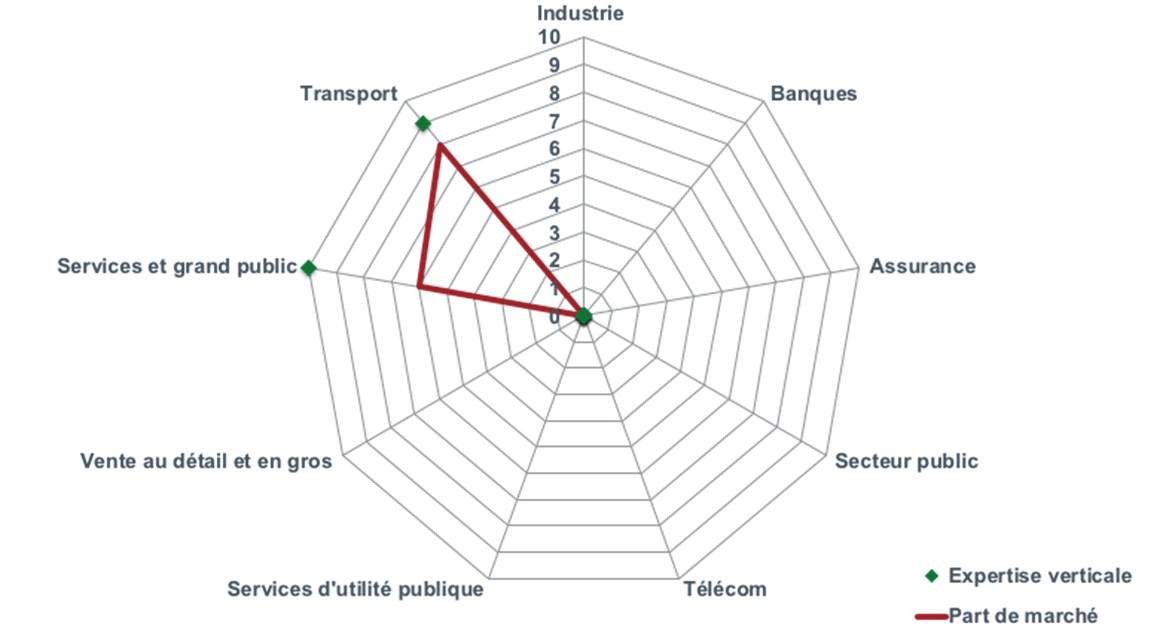 Industrie
10
Transport
9
8
Banques
7
6
5
4
3
Services et grand public
2
Assurance
1
0
Vente au détail et en gros
Secteur public
Services d'utilité publique
Télécom
Expertise verticale
Part de marché